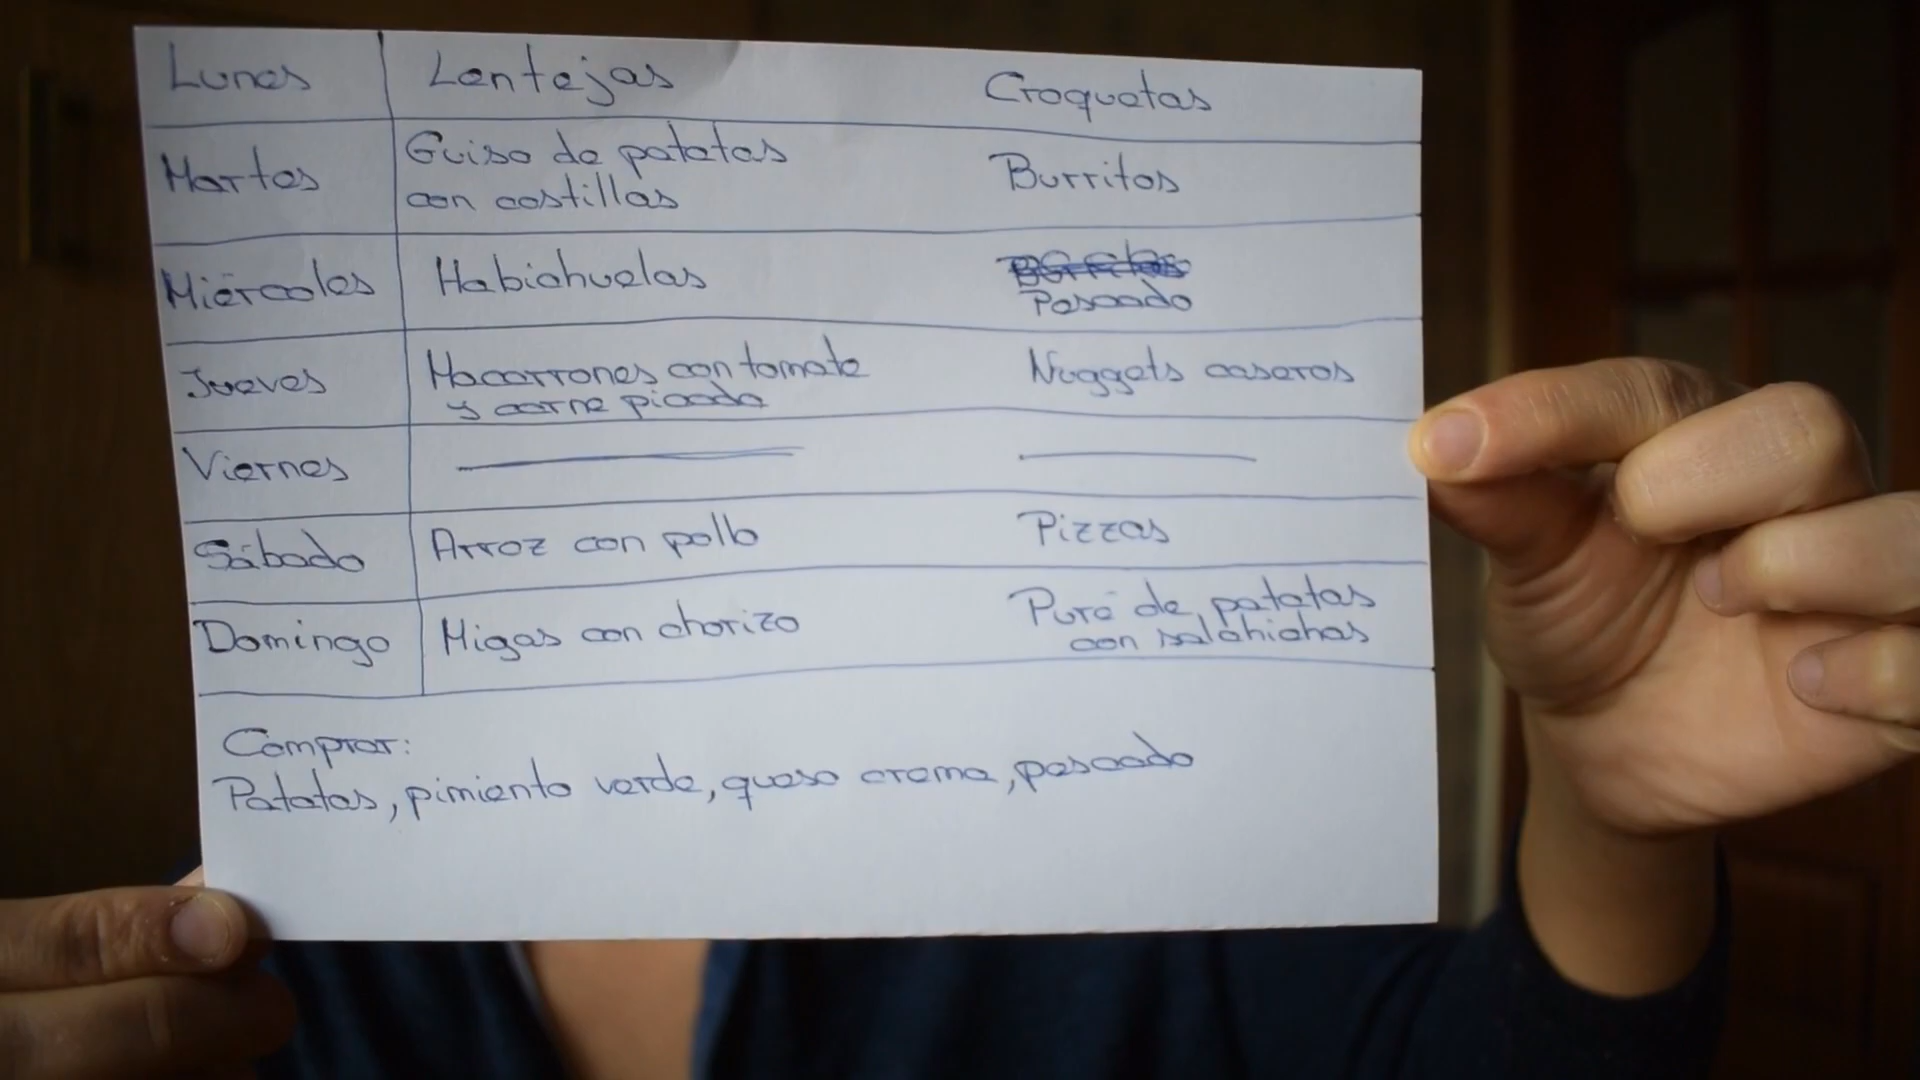 Lunes Lentejas Croquetas
Martes Guiso de patatas
con costillas Burritos
Miércoles Habichuelas Burritos
Pescado
Jueves Macarrones con tomate Nuggets caseros
y carne picada
Viernes
Sábado Arroz con pollo Pizzas
Domingo Migas con chorizo Puré de patatas
con salchichas
Comprar:
Patatas, pimiento verde, queso crema, pescado